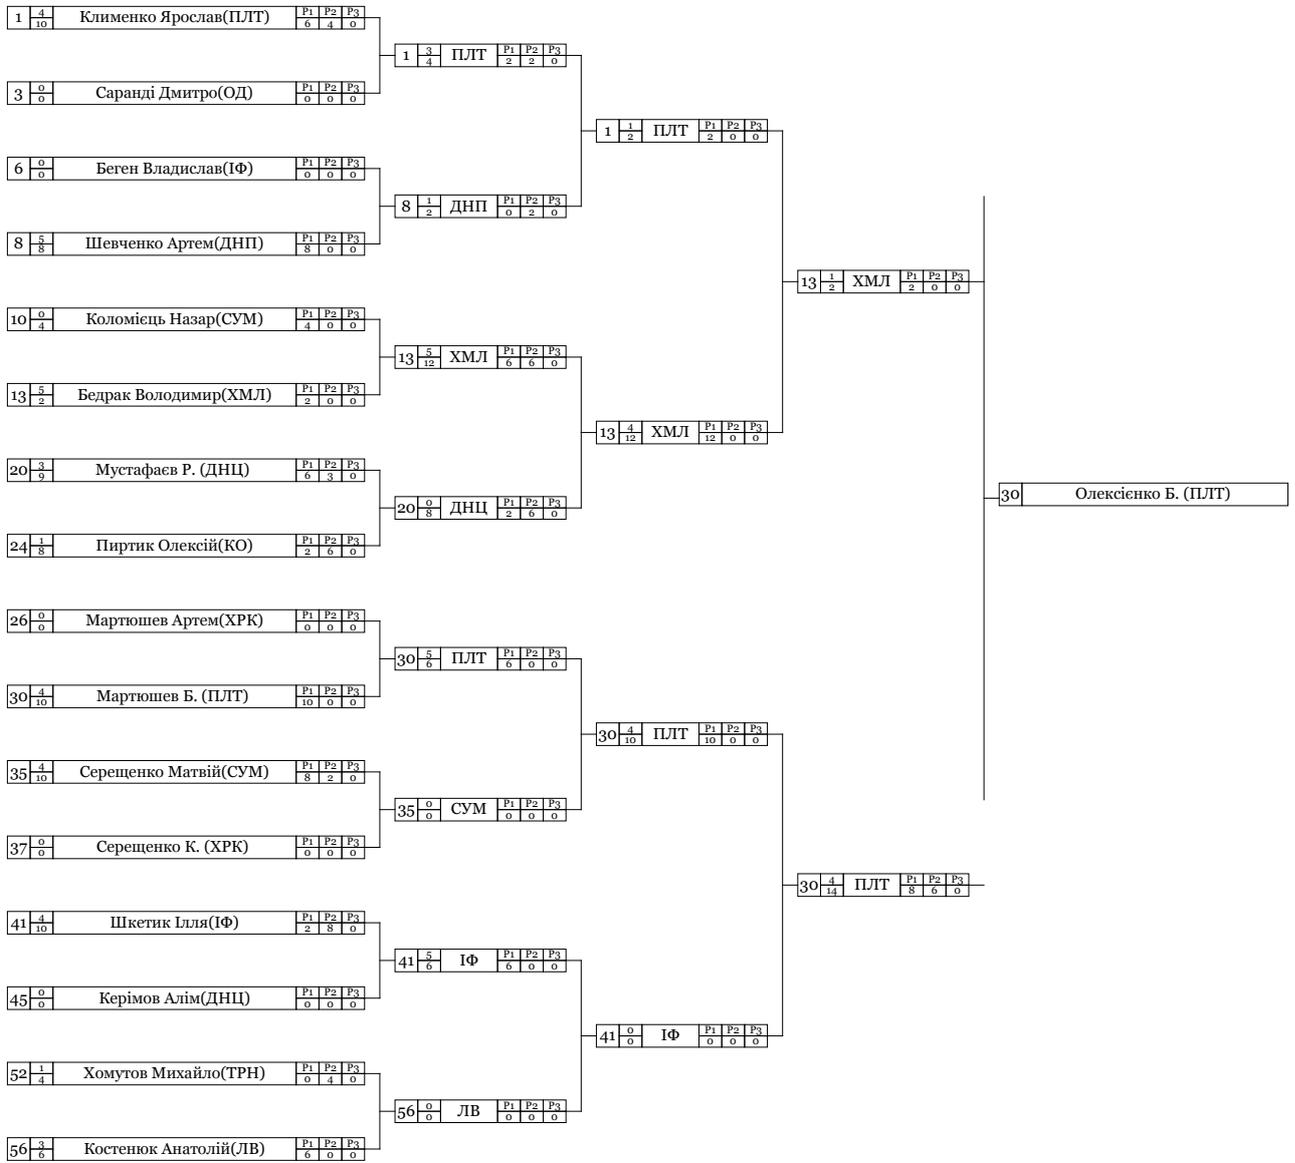 1 4 10 Клименко Ярослав(ПЛТ) P1 6 P2 4 P3 0
1 3 4 ПЛТ P1 2 P2 2 P3 0
3 0 0 Саранді Дмитро(ОД) P1 0 P2 0 P3 0
1 1 2 ПЛТ P1 2 P2 0 P3 0
6 0 0 Беген Владислав(ІФ) P1 0 P2 0 P3 0
8 1 2 ДНП P1 0 P2 2 P3 0
8 5 8 Шевченко Артем(ДНП) P1 8 P2 0 P3 0
13 1 2 ХМЛ P1 2 P2 0 P3 0
10 0 4 Коломієць Назар(СУМ) P1 4 P2 0 P3 0
13 5 12 ХМЛ P1 6 P2 6 P3 0
13 5 2 Бедрак Володимир(ХМЛ) P1 2 P2 0 P3 0
13 4 12 ХМЛ P1 12 P2 0 P3 0
20 3 9 Мустафаєв Р. (ДНЦ) P1 6 P2 3 P3 0
30 Олексієнко Б. (ПЛТ)
20 0 8 ДНЦ P1 2 P2 6 P3 0
24 1 8 Пиртик Олексій(КО) P1 2 P2 6 P3 0
26 0 0 Мартюшев Артем(ХРК) P1 0 P2 0 P3 0
30 5 6 ПЛТ P1 6 P2 0 P3 0
30 4 10 Мартюшев Б. (ПЛТ) P1 10 P2 0 P3 0
30 4 10 ПЛТ P1 10 P2 0 P3 0
35 4 10 Серещенко Матвій(СУМ) P1 8 P2 2 P3 0
35 0 0 СУМ P1 0 P2 0 P3 0
37 0 0 Серещенко К. (ХРК) P1 0 P2 0 P3 0
30 4 14 ПЛТ P1 8 P2 6 P3 0
41 4 10 Шкетик Ілля(ІФ) P1 2 P2 8 P3 0
41 5 6 ІФ P1 6 P2 0 P3 0
45 0 0 Керімов Алім(ДНЦ) P1 0 P2 0 P3 0
41 0 0 ІФ P1 0 P2 0 P3 0
52 1 4 Хомутов Михайло(ТРН) P1 0 P2 4 P3 0
56 0 0 ЛВ P1 0 P2 0 P3 0
56 3 6 Костенюк Анатолій(ЛВ) P1 6 P2 0 P3 0